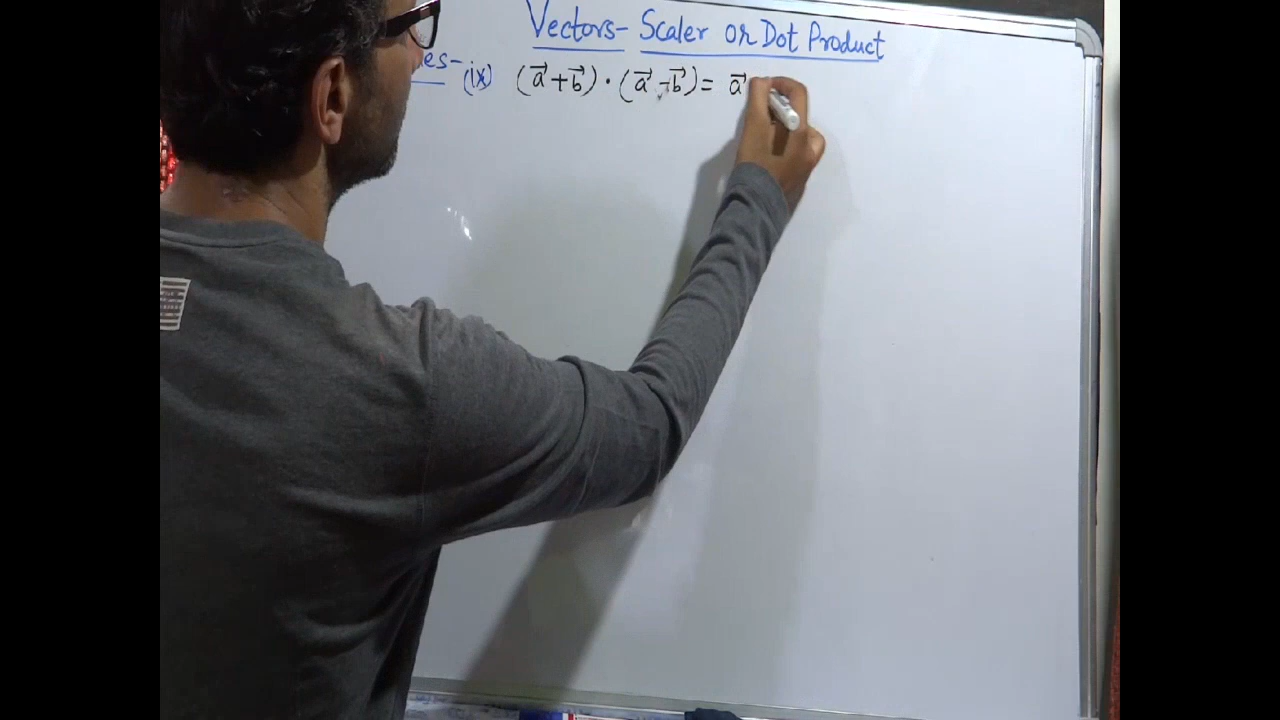 Vectors- Scaler or Dot Product
(ix) (a⃗ + b⃗) · (a⃗ - b⃗) = a⃗